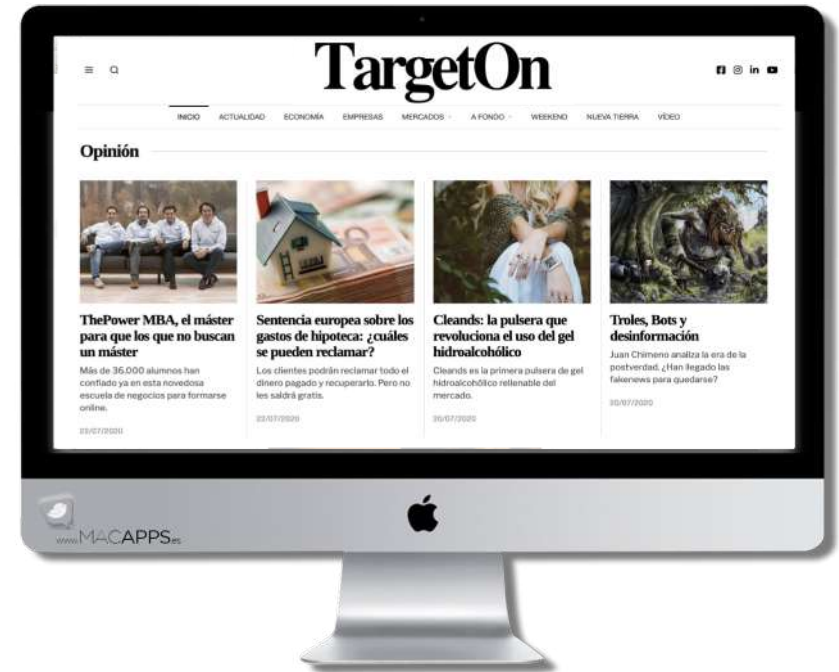 TargetOn
INICIO ACTUALIDAD ECONOMÍA EMPRESAS MERCADOS A FONDO WEEKEND NUEVA TIERRA VÍDEO
Opinión
ThePower MBA, el máster
para que los que no buscan
un máster
Más de 36.000 alumnos han
confiado ya en esta novedosa
escuela de negocios para formarse
online.
23/07/2020
Sentencia europea sobre los
gastos de hipoteca: ¿cuáles
se pueden reclamar?
Los clientes podrán reclamar todo el
dinero pagado y recuperarlo. Pero no
les saldrá gratis.
22/07/2020
Cleands: la pulsera que
revoluciona el uso del gel
hidroalcohólico
Cleands es la primera pulsera de gel
hidroalcohólico rellenable del
mercado.
20/07/2020
Troles, Bots y
desinformación
Juan Chimeno analiza la era de la
postverdad. ¿Han llegado las
fakenews para quedarse?
20/07/2020
www.MACAPPS.es